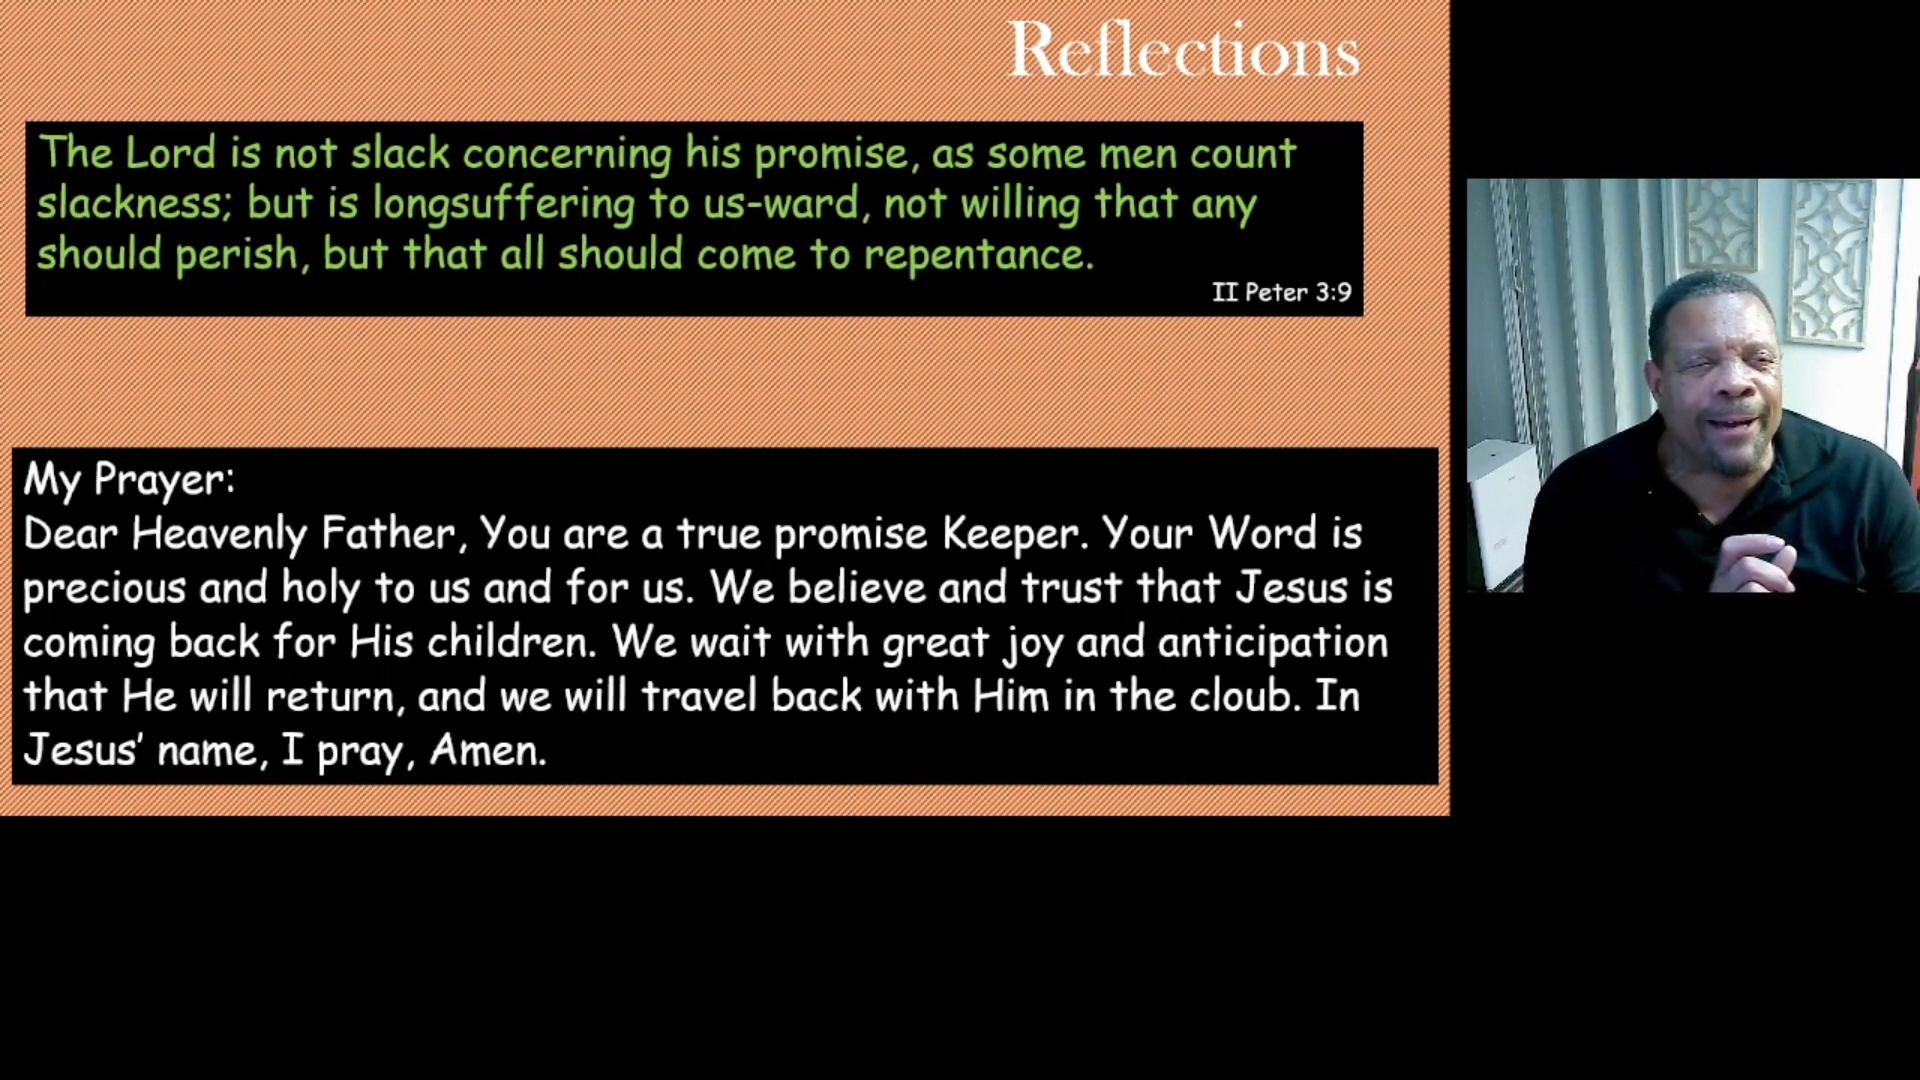 Reflections
The Lord is not slack concerning his promise, as some men count
slackness; but is longsuffering to us-ward, not willing that any
should perish, but that all should come to repentance.
II Peter 3:9
My Prayer:
Dear Heavenly Father, You are a true promise Keeper. Your Word is
precious and holy to us and for us. We believe and trust that Jesus is
coming back for His children. We wait with great joy and anticipation
that He will return, and we will travel back with Him in the cloub. In
Jesus’ name, I pray, Amen.